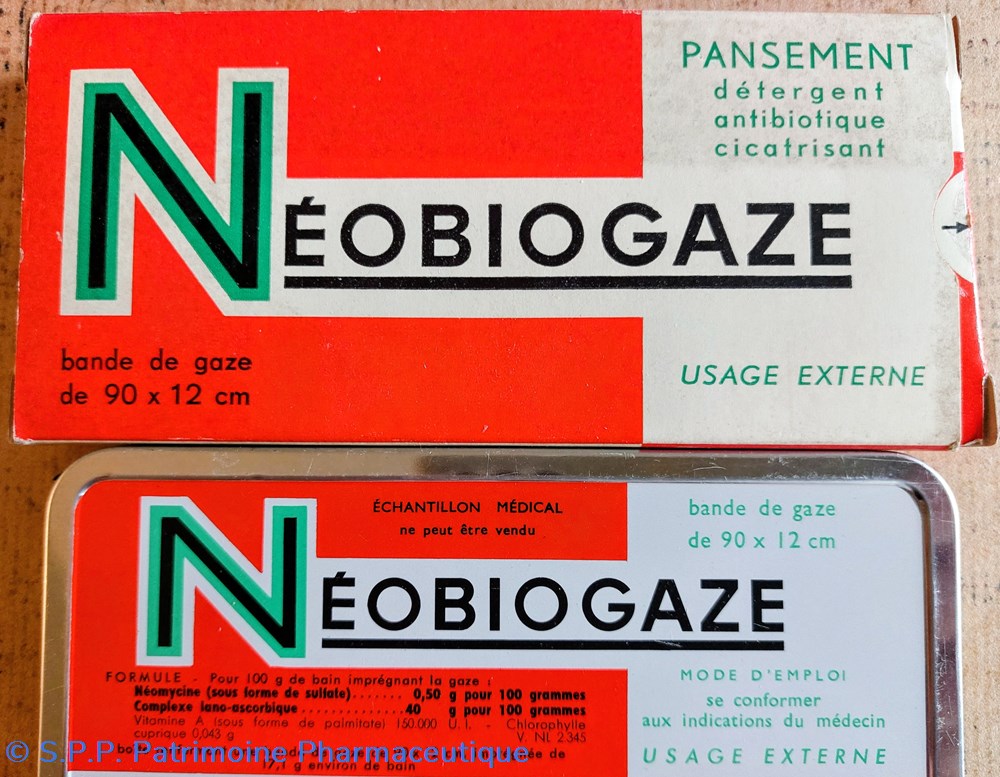 PANSEMENT
détergent
antibiotique
cicatrisant
NÉOBIOGAZE
bande de gaze
de 90 x 12 cm
USAGE EXTERNE
ÉCHANTILLON MÉDICAL
ne peut être vendu
bande de gaze
de 90 x 12 cm
NÉOBIOGAZE
FORMULE - Pour 100 g de bain imprégnant la gaze :
Néomycine (sous forme de sulfate)....... 0,50 g pour 100 grammes
Complexe lano-ascorbique ..............40 g pour 100 grammes
Vitamine A (sous forme de palmitate) 150.000 U. I. - Chlorophylle
cuprique 0,043 g V. NL 2.345
de
17,1 g environ de bain
MODE D'EMPLOI
se conformer
aux indications du médecin
USAGE EXTERNE
© S.P.P. Patrimoine Pharmaceutique